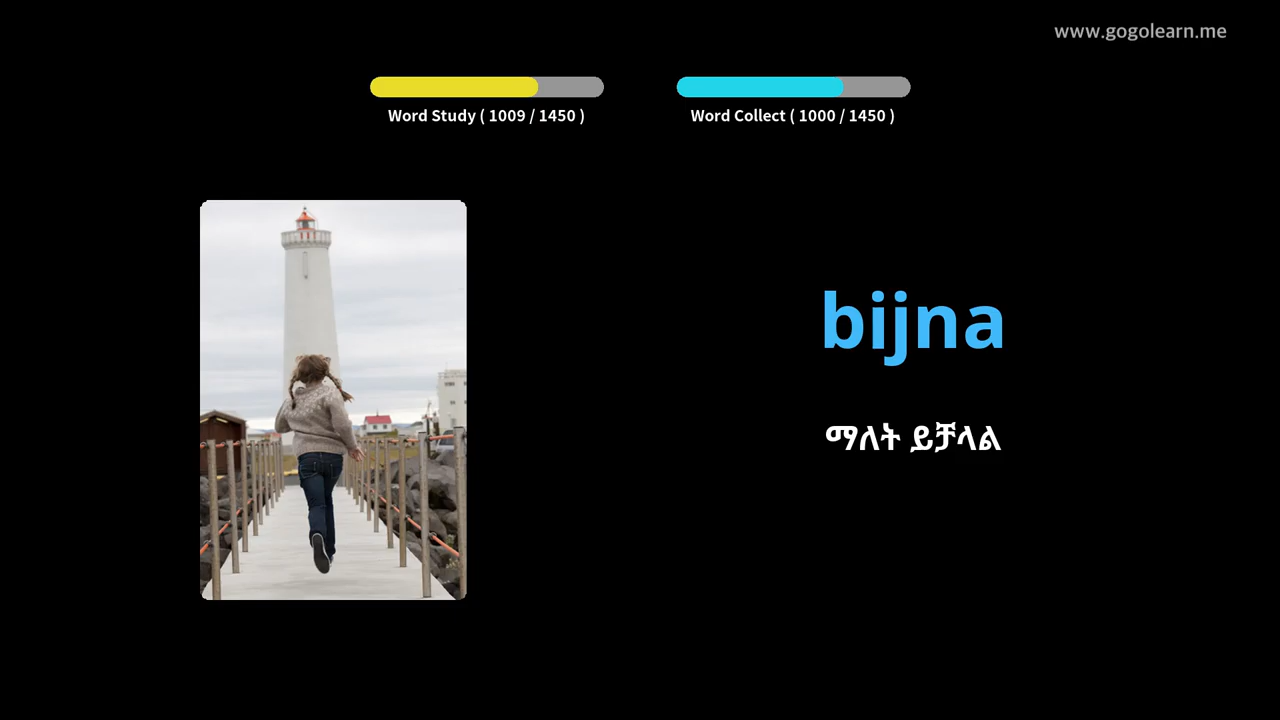 www.gogolearn.me
Word Study ( 1009 / 1450 )
Word Collect ( 1000 / 1450 )
bijna
ማለት ይቻላል